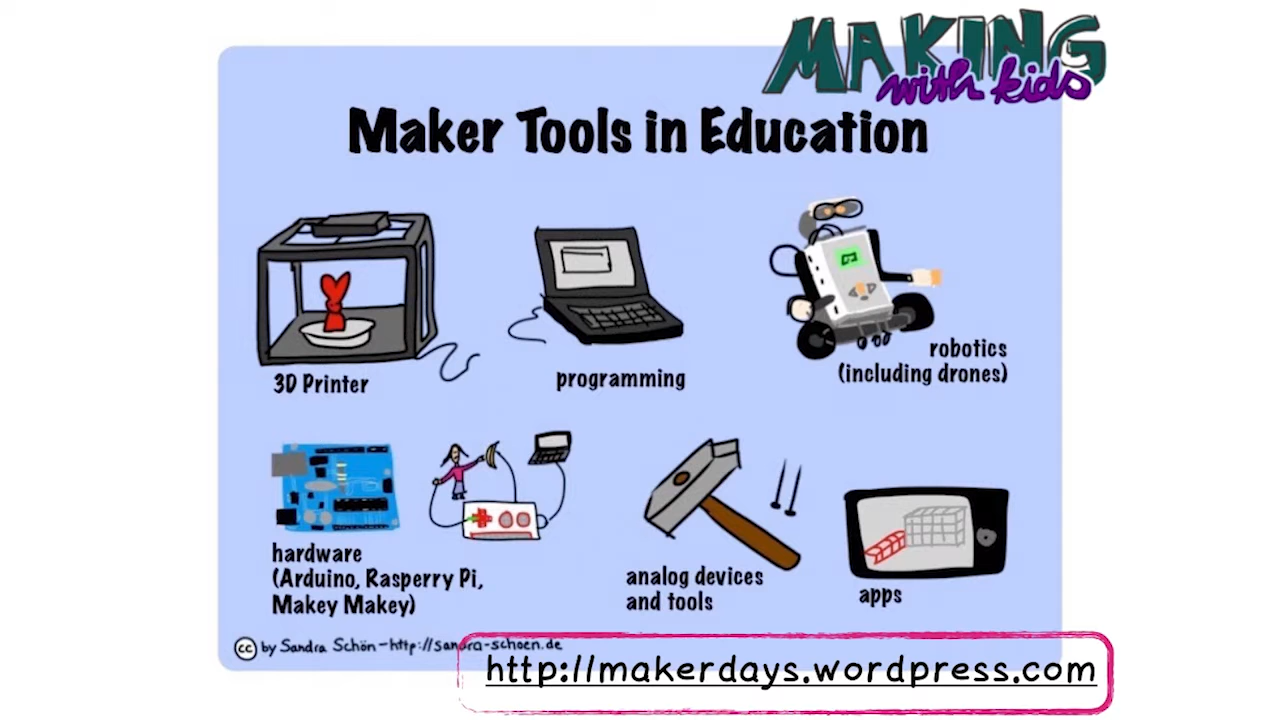 MAKING
with kids
Maker Tools in Education
3D Printer
programming
robotics
(including drones)
hardware
(Arduino, Rasperry Pi,
Makey Makey)
analog devices
and tools
apps
cc by Sandra Schön - http://sandra-schoen.de
http://makerdays.wordpress.com